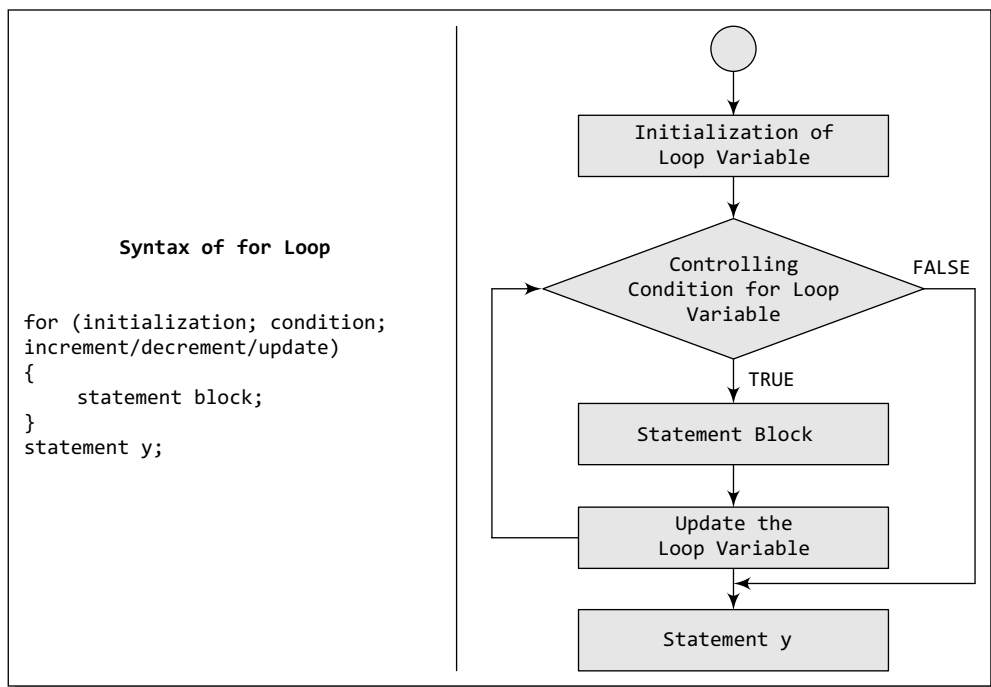 Syntax of for Loop
for (initialization; condition;
increment/decrement/update)
{
statement block;
}
statement y;
Initialization of
Loop Variable
Controlling
Condition for Loop
Variable
FALSE
TRUE
Statement Block
Update the
Loop Variable
Statement y